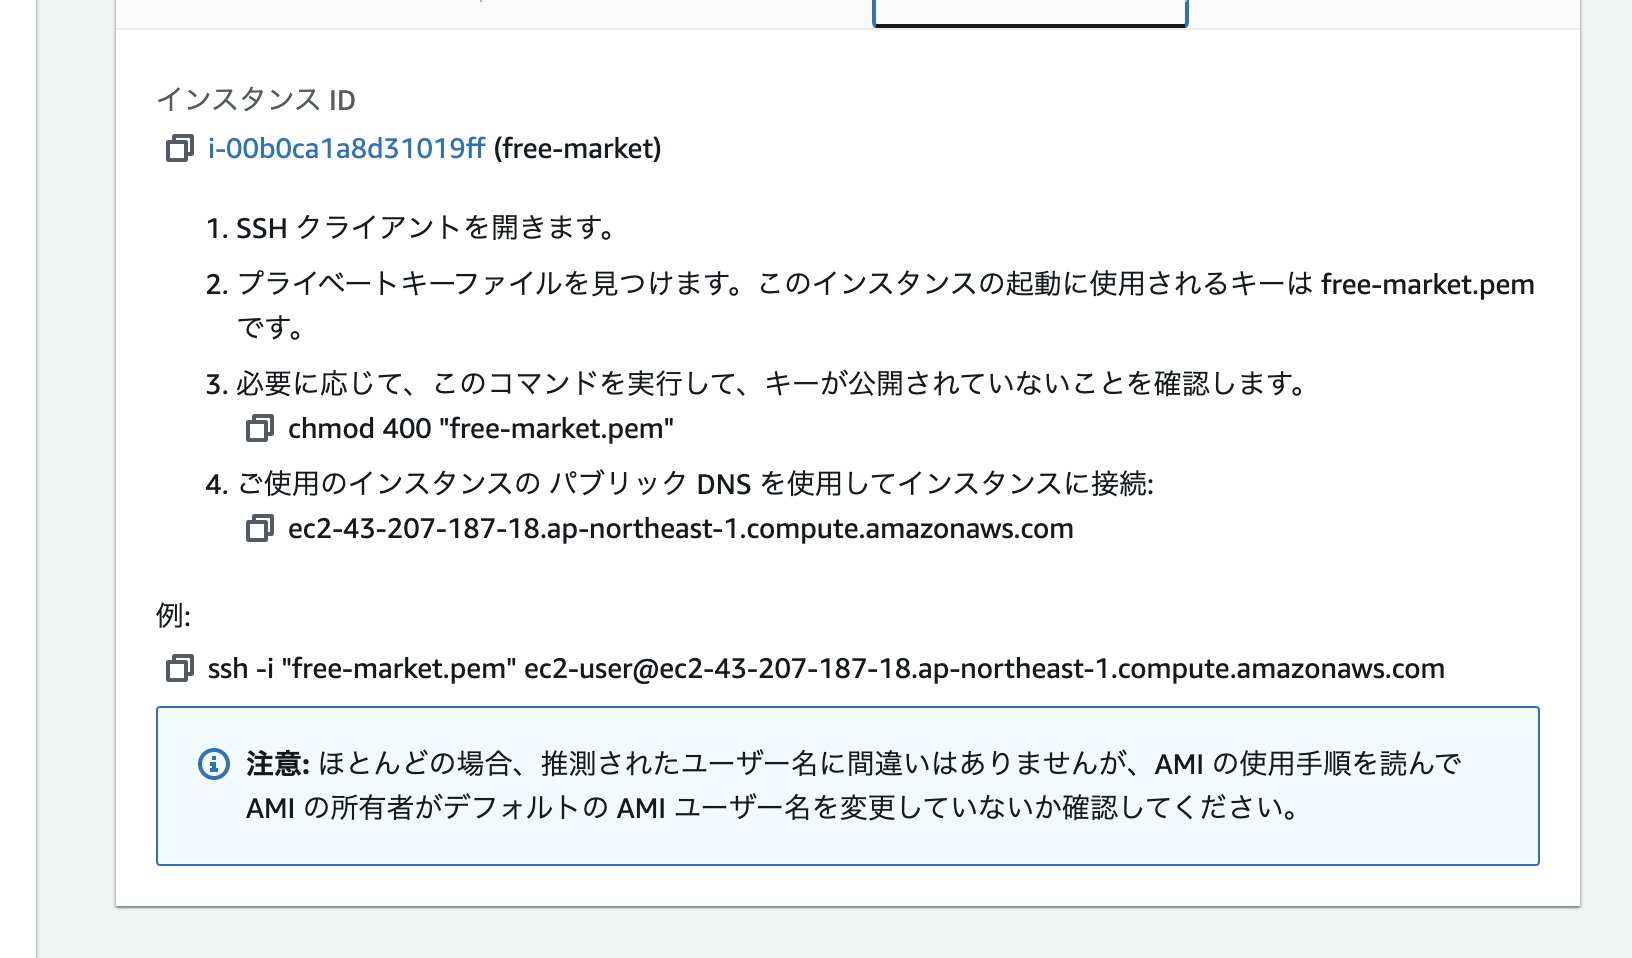 インスタンス ID
i-00b0ca1a8d31019ff (free-market)
1. SSH クライアントを開きます。
2. プライベートキーファイルを見つけます。このインスタンスの起動に使用されるキーは free-market.pem
です。
3. 必要に応じて、このコマンドを実行して、キーが公開されていないことを確認します。
chmod 400 "free-market.pem"
4. ご使用のインスタンスの パブリック DNS を使用してインスタンスに接続:
ec2-43-207-187-18.ap-northeast-1.compute.amazonaws.com
例:
ssh -i "free-market.pem" ec2-user@ec2-43-207-187-18.ap-northeast-1.compute.amazonaws.com
注意: ほとんどの場合、推測されたユーザー名に間違いはありませんが、AMI の使用手順を読んで
AMI の所有者がデフォルトの AMI ユーザー名を変更していないか確認してください。